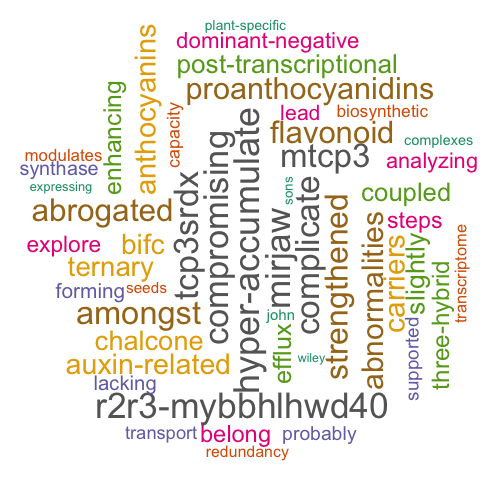 plant-specific
dominant-negative
post-transcriptional
proanthocyanidins
anthocyanins
enhancing
capacity
lead
biosynthetic
flavonoid
complexes
modulates
synthase
expressing
mtcp3
analyzing
abrogated
tcp3srdx
compromising
hyper-accumulate
mirjaw
sons
complicate
strengthened
abnormalities
coupled
steps
carriers
slightly
three-hybrid
transcriptome
explore
bifc
ternary
forming
seeds
amongst
john
efflux
wiley
supported
chalcone
auxin-related
lacking
r2r3-mybbhlhwd40
transport
belong
probably
redundancy